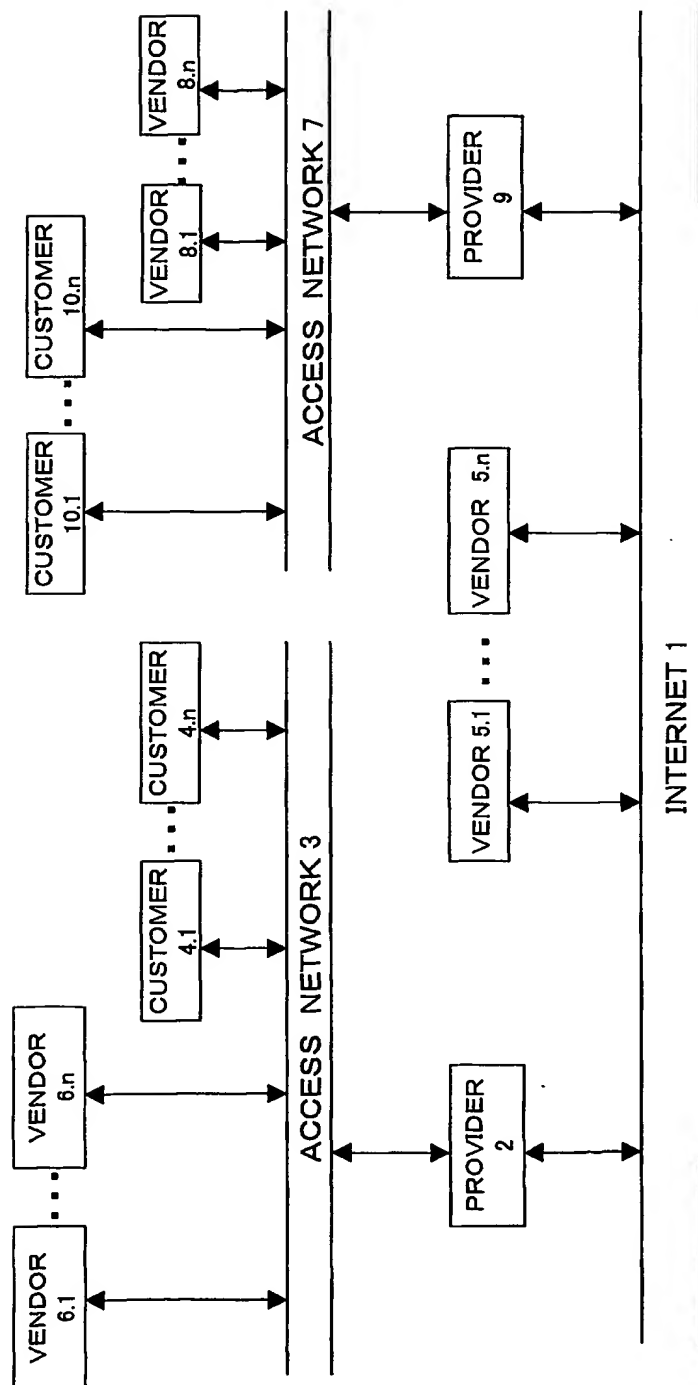 VENDOR
6.1
VENDOR
6.n
CUSTOMER
10.1
CUSTOMER
10.n
CUSTOMER
4.1
CUSTOMER
4.n
VENDOR
8.1
VENDOR
8.n
ACCESS NETWORK 3
ACCESS NETWORK 7
PROVIDER
2
VENDOR 5.1
VENDOR 5.n
PROVIDER
9
INTERNET 1